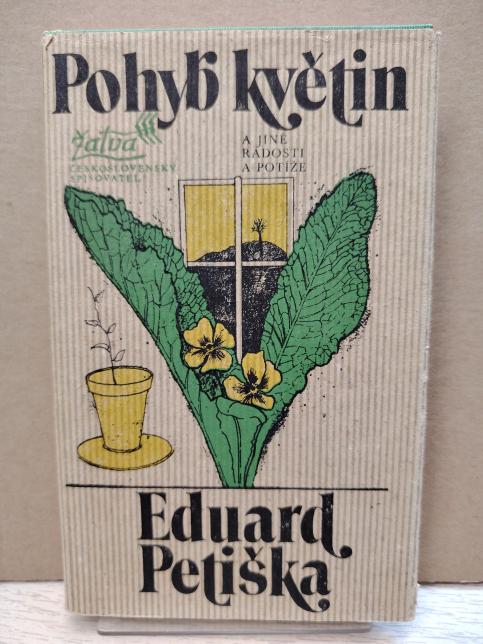 Pohyb květin
žatva
ČESKOSLOVENSKÝ
SPISOVATEL
A JINÉ
RADOSTI
A POTÍŽE
Eduard
Petiška